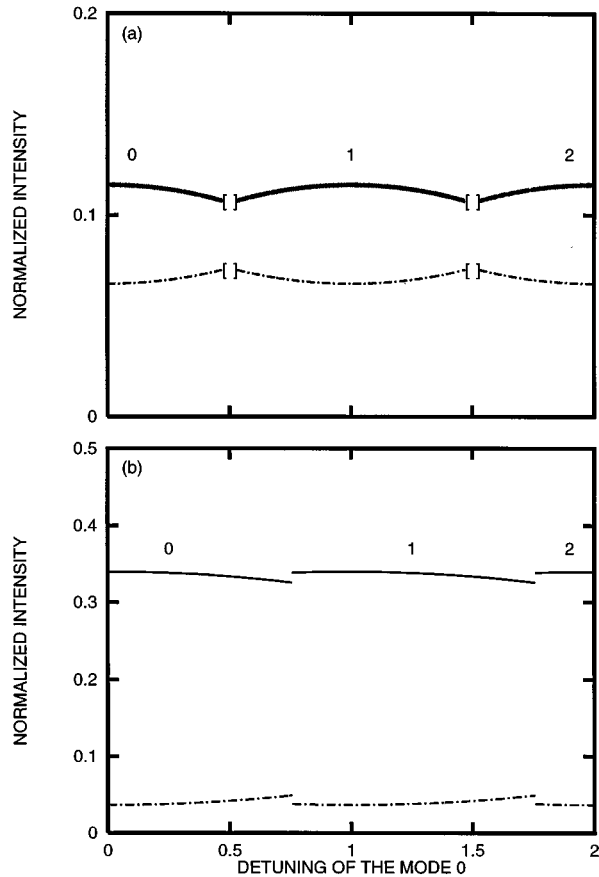 0.2
(a)
0 1 2
NORMALIZED INTENSITY
0.1
[ ] [ ]
[ ] [ ]
0
0.5
(b)
0.4
0 1 2
NORMALIZED INTENSITY
0.3
0.2
0.1
0
0 0.5 1 1.5 2
DETUNING OF THE MODE 0